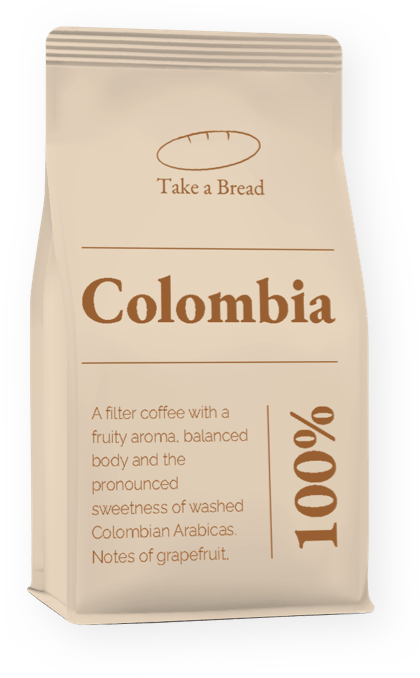 Take a Bread
Colombia
A filter coffee with a
fruity aroma, balanced
body and the
pronounced
sweetness of washed
Colombian Arabicas.
Notes of grapefruit.
100%